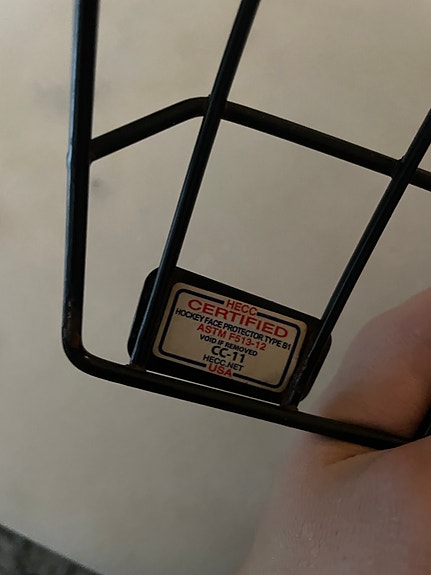 HECC
CERTIFIED
HOCKEY FACE PROTECTOR TYPE B1
ASTM F513-12
VOID IF REMOVED
CC-11
HECC.NET
USA